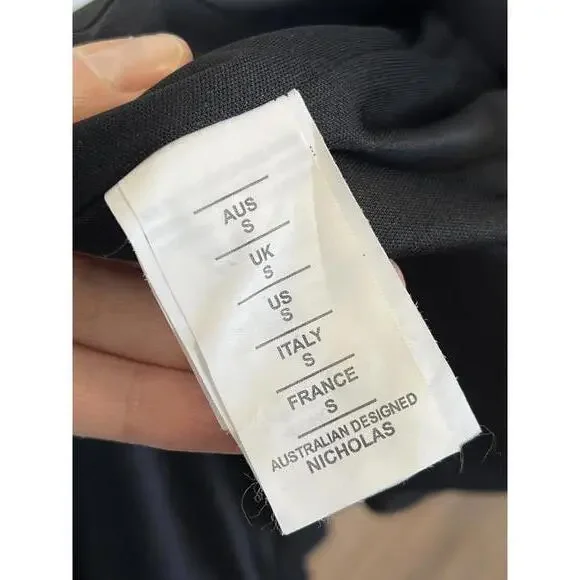 AUS
S
UK
S
US
S
ITALY
S
FRANCE
S
AUSTRALIAN DESIGNED
NICHOLAS